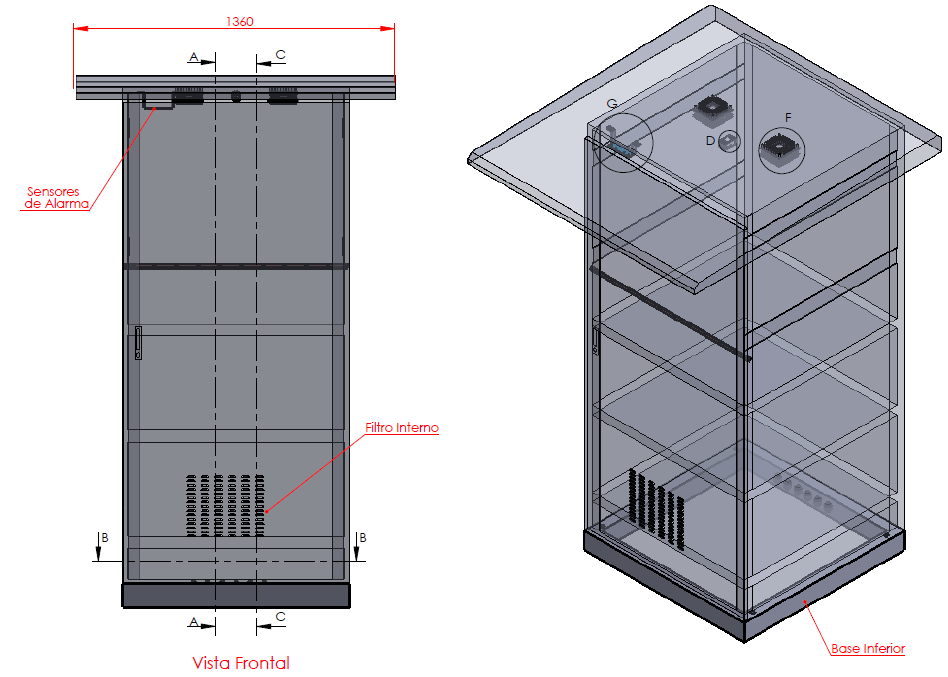 1360
A
C
G
F
D
Sensores
de Alarma
Filtro Interno
B
B
A
C
Base Inferior
Vista Frontal